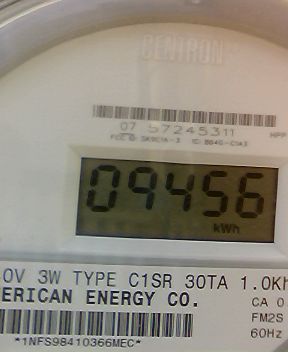 CENTRON
07 57245311
09456
kWh
0V 3W TYPE C1SR 30TA 1.0Kh
ERICAN ENERGY CO.
CA 0
FM2S
60Hz
*1NFS98410366MEC*